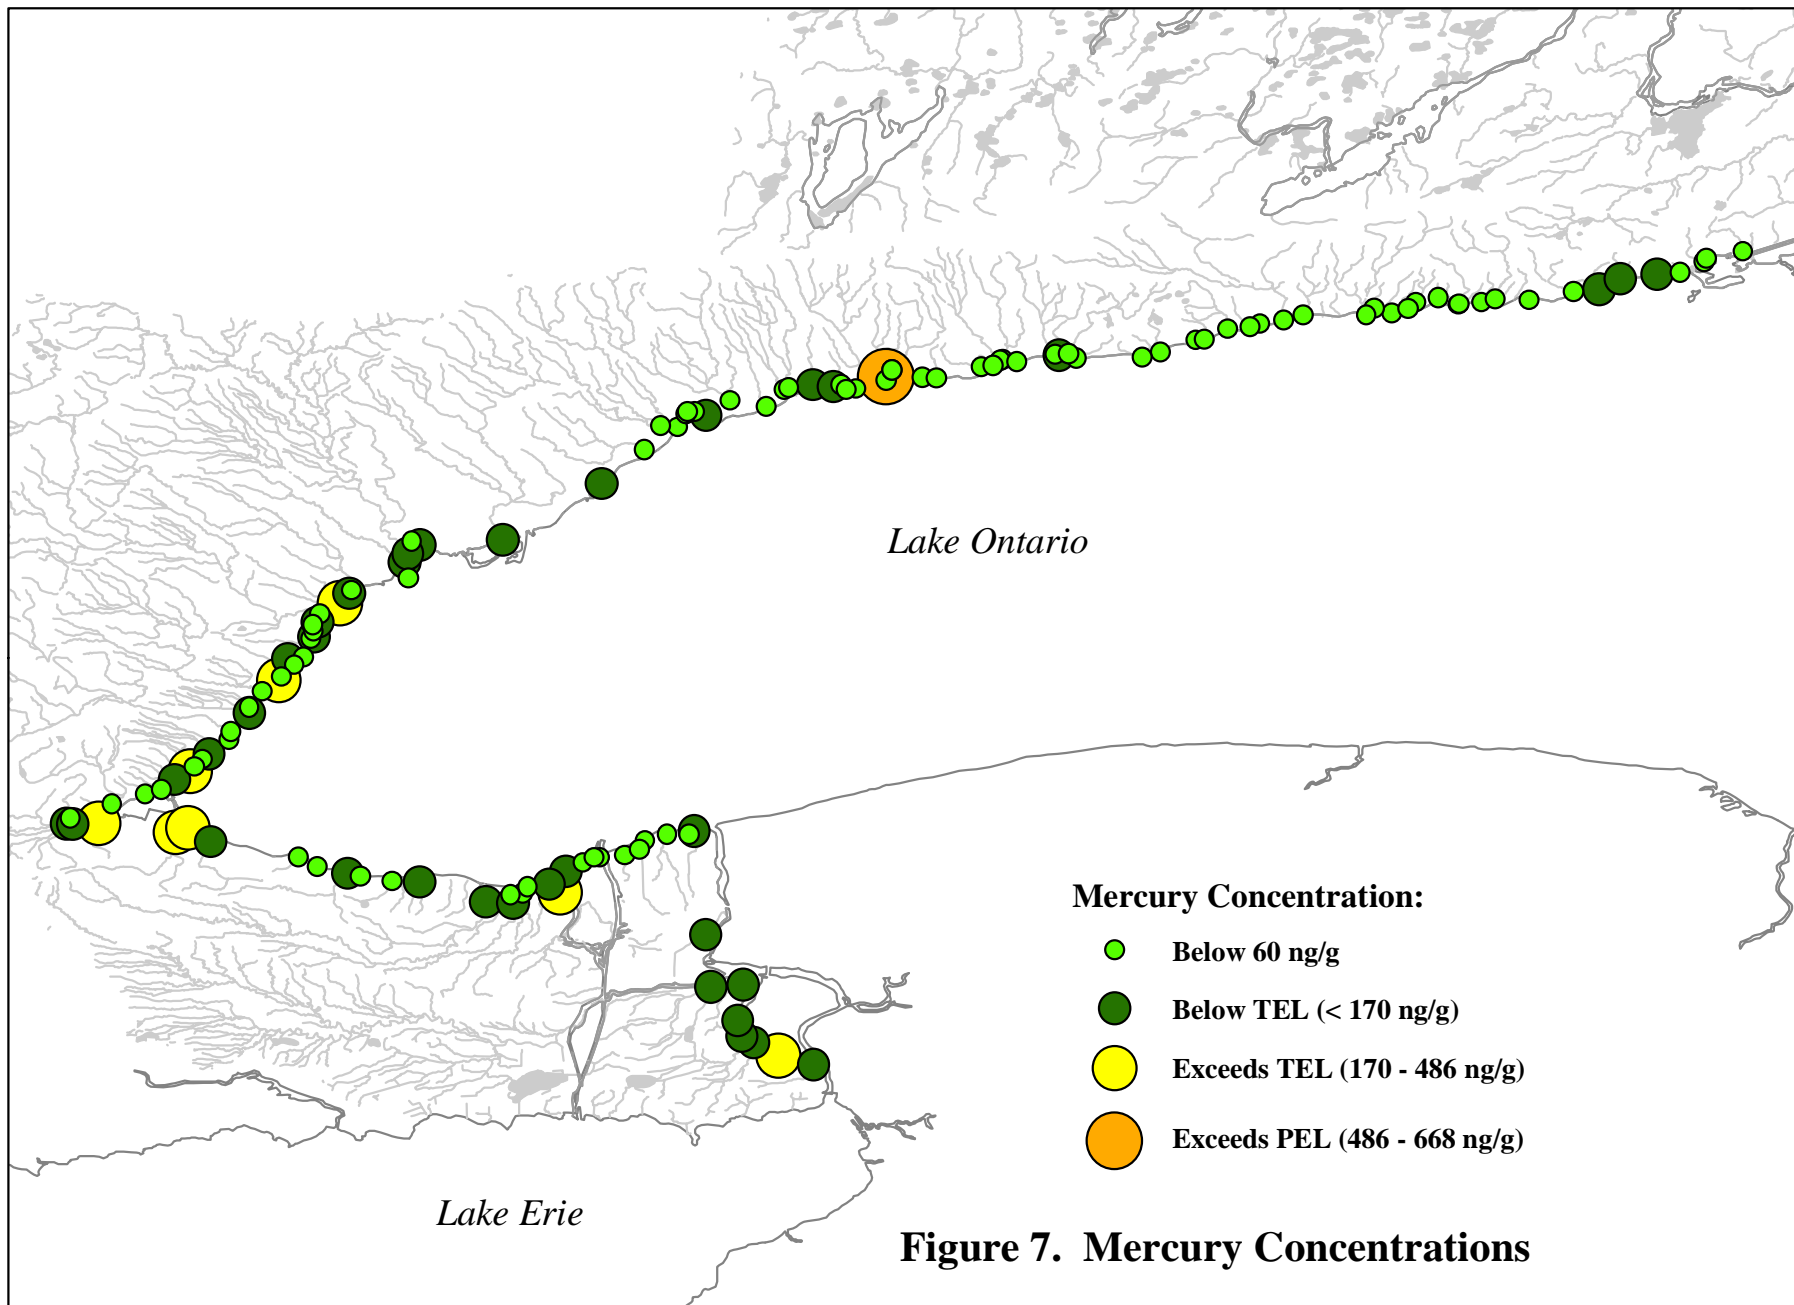 Lake Ontario
Mercury Concentration:
Below 60 ng/g
Below TEL (< 170 ng/g)
Exceeds TEL (170 - 486 ng/g)
Exceeds PEL (486 - 668 ng/g)
Lake Erie
Figure 7. Mercury Concentrations